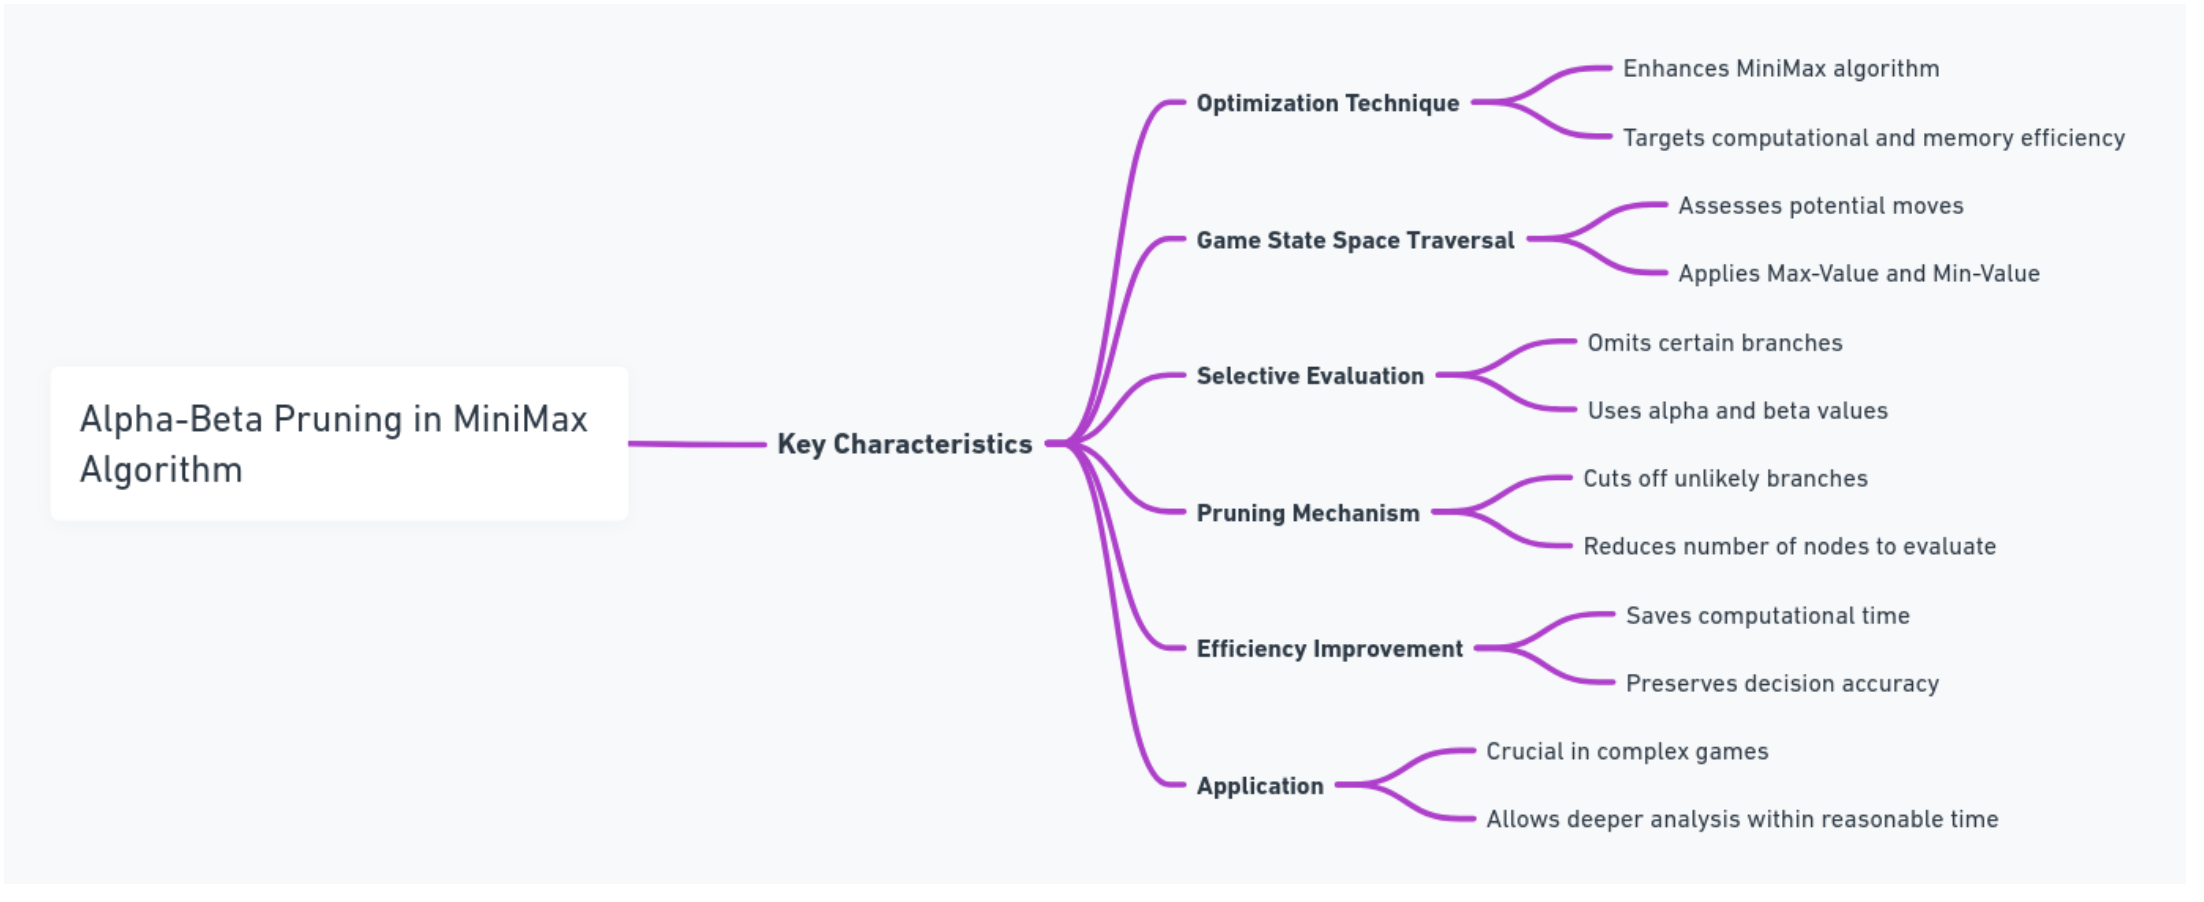 Alpha-Beta Pruning in MiniMax
Algorithm
Key Characteristics
Optimization Technique
Enhances MiniMax algorithm
Targets computational and memory efficiency
Game State Space Traversal
Assesses potential moves
Applies Max-Value and Min-Value
Selective Evaluation
Omits certain branches
Uses alpha and beta values
Pruning Mechanism
Cuts off unlikely branches
Reduces number of nodes to evaluate
Efficiency Improvement
Saves computational time
Preserves decision accuracy
Application
Crucial in complex games
Allows deeper analysis within reasonable time